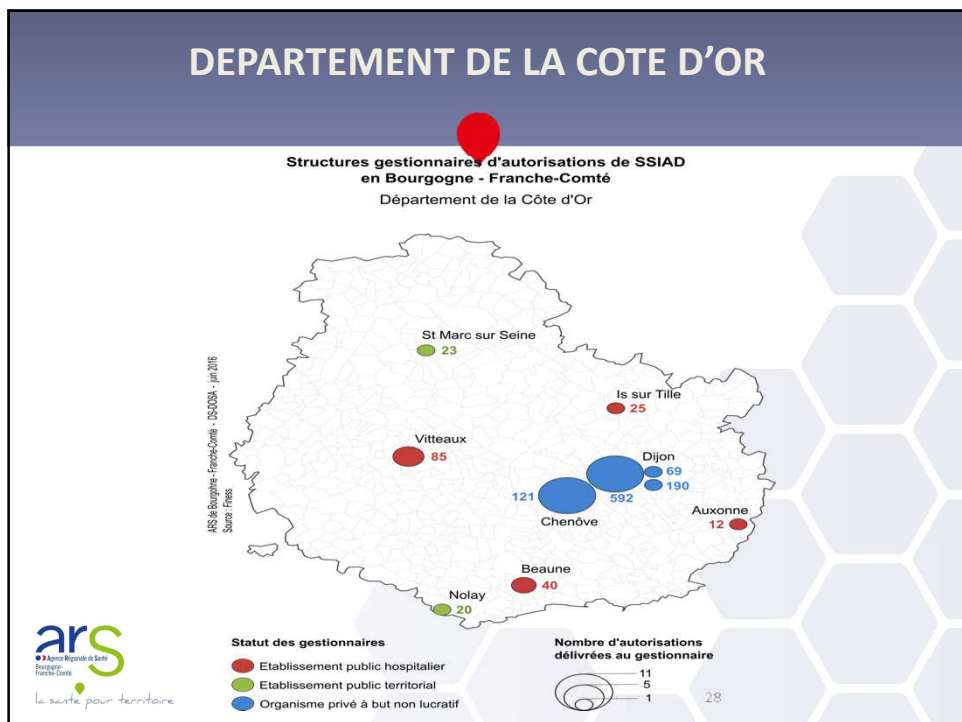 DEPARTEMENT DE LA COTE D'OR
Structures gestionnaires d'autorisations de SSIAD
en Bourgogne - Franche-Comté
Département de la Côte d'Or
St Marc sur Seine
23
Is sur Tille
25
Vitteaux
85
Dijon
69
190
592
121
Chenôve
Auxonne
12
Beaune
40
Nolay
20
ARS de Bourgohne - Franche-Comté - DS-DOSA - juin 2016
Source : Finess
Statut des gestionnaires
Etablissement public hospitalier
Etablissement public territorial
Organisme privé à but non lucratif
Nombre d'autorisations
délivrées au gestionnaire
11
5
1
28
ars
Agence Régionale de Santé
Bourgogne-
Franche-Comté
la santé pour territoire